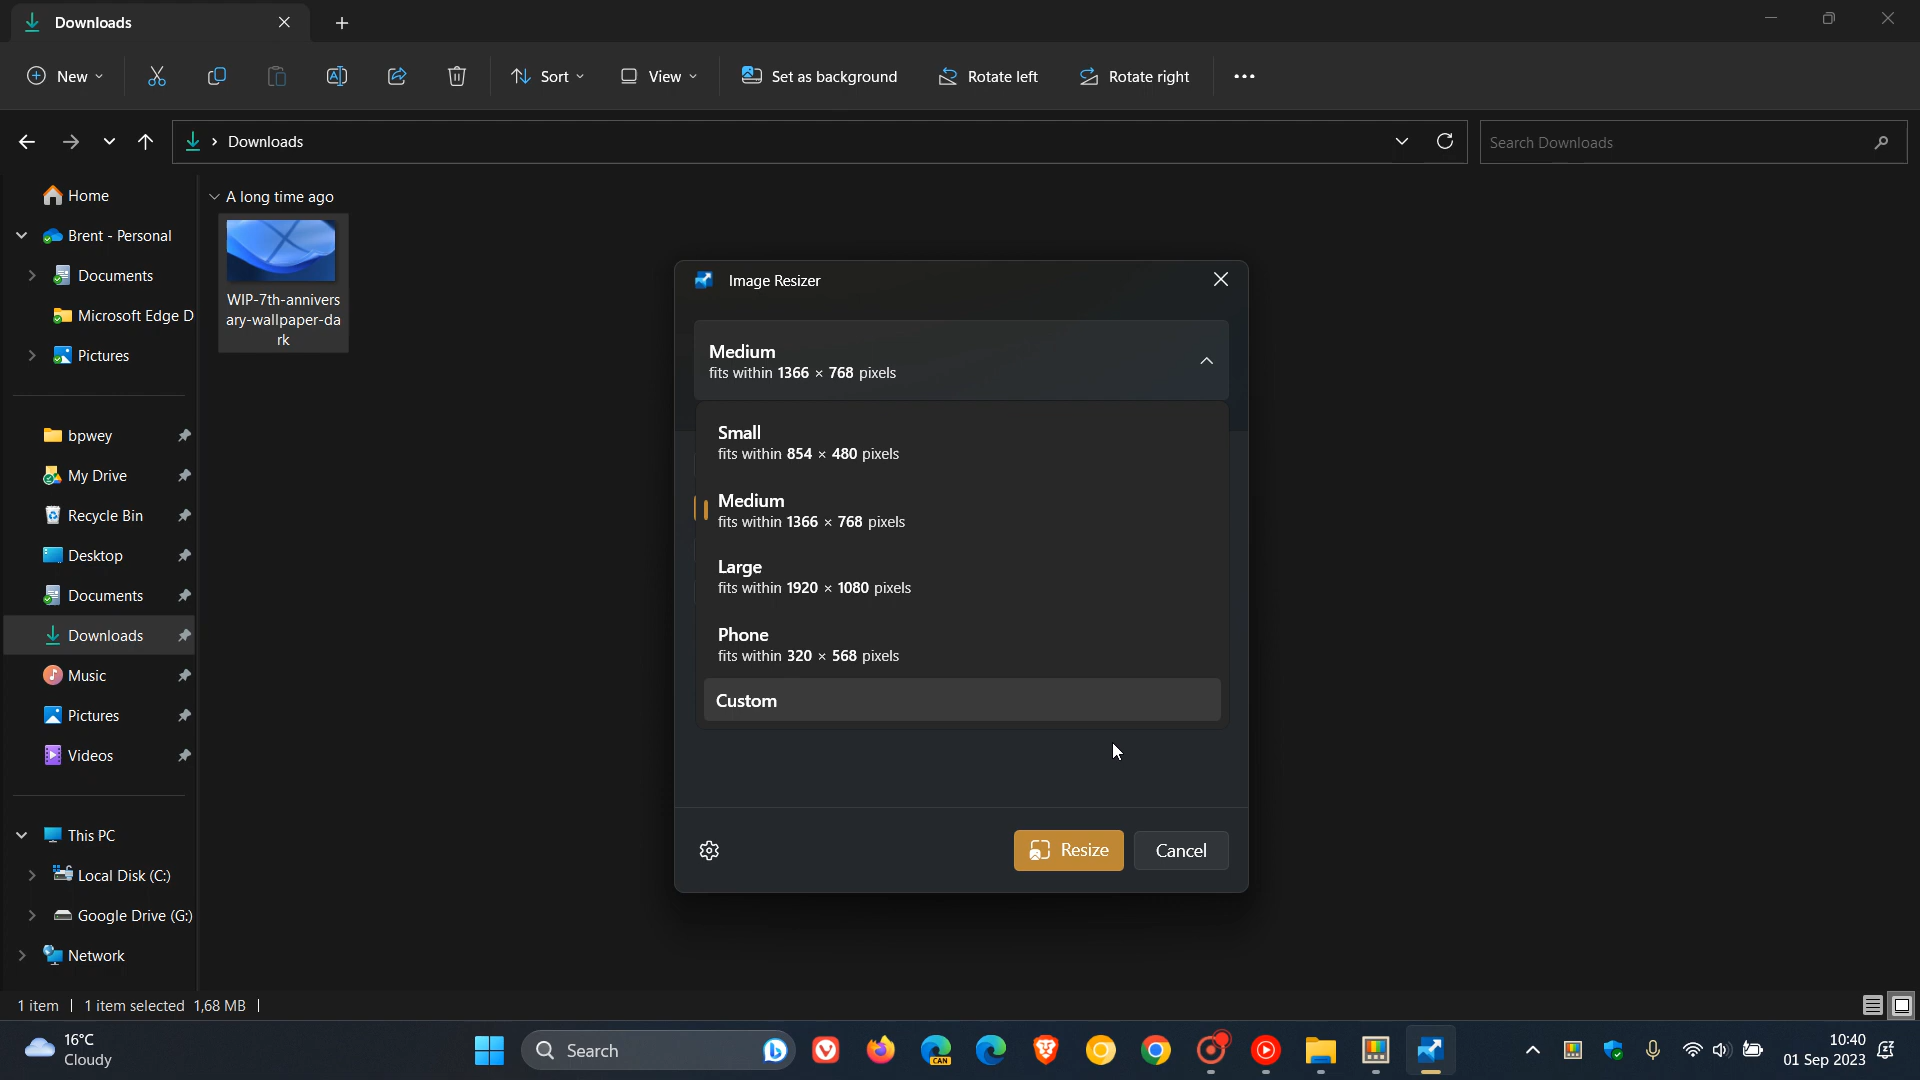 Downloads
New
Sort
View
Set as background
Rotate left
Rotate right
Downloads
Search Downloads
Home
Brent - Personal
Documents
Microsoft Edge D
Pictures
bpwey
My Drive
Recycle Bin
Desktop
Documents
Downloads
Music
Pictures
Videos
This PC
Local Disk (C:)
Google Drive (G:)
Network
A long time ago
WIP-7th-annivers
ary-wallpaper-da
rk
Image Resizer
Medium
fits within 1366 × 768 pixels
Small
fits within 854 × 480 pixels
Medium
fits within 1366 × 768 pixels
Large
fits within 1920 × 1080 pixels
Phone
fits within 320 × 568 pixels
Custom
Resize
Cancel
1 item
1 item selected 1,68 MB
16°C
Cloudy
Search
CAN
10:40
01 Sep 2023